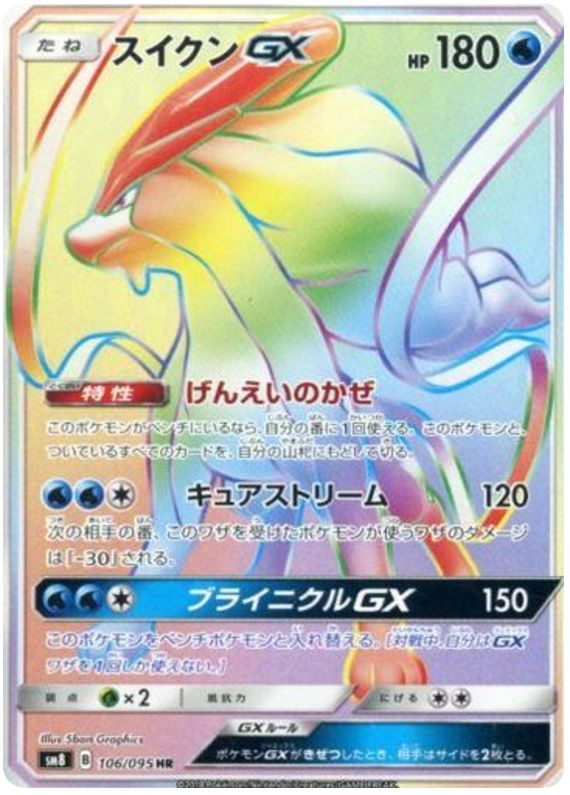 たね スイクンGX HP 180
特性 げんえいのかぜ
このポケモンがベンチにいるなら、自分の番に1回使える。このポケモンと、
ついているすべてのカードを、自分の山札にもどして切る。
キュアストリーム 120
次の相手の番、このワザを受けたポケモンが使うワザのダメージ
は「-30」される。
ブライニクルGX 150
このポケモンをベンチポケモンと入れ替える。[対戦中、自分はGX
ワザを1回しか使えない。]
弱点 ×2 抵抗力 にげる
Illus. 5ban Graphics GXルール
SM8 B 106/095 HR ポケモンGXがきぜつしたとき、相手はサイドを2枚とる。
©2018 Pokémon/Nintendo/Creatures/GAME FREAK.